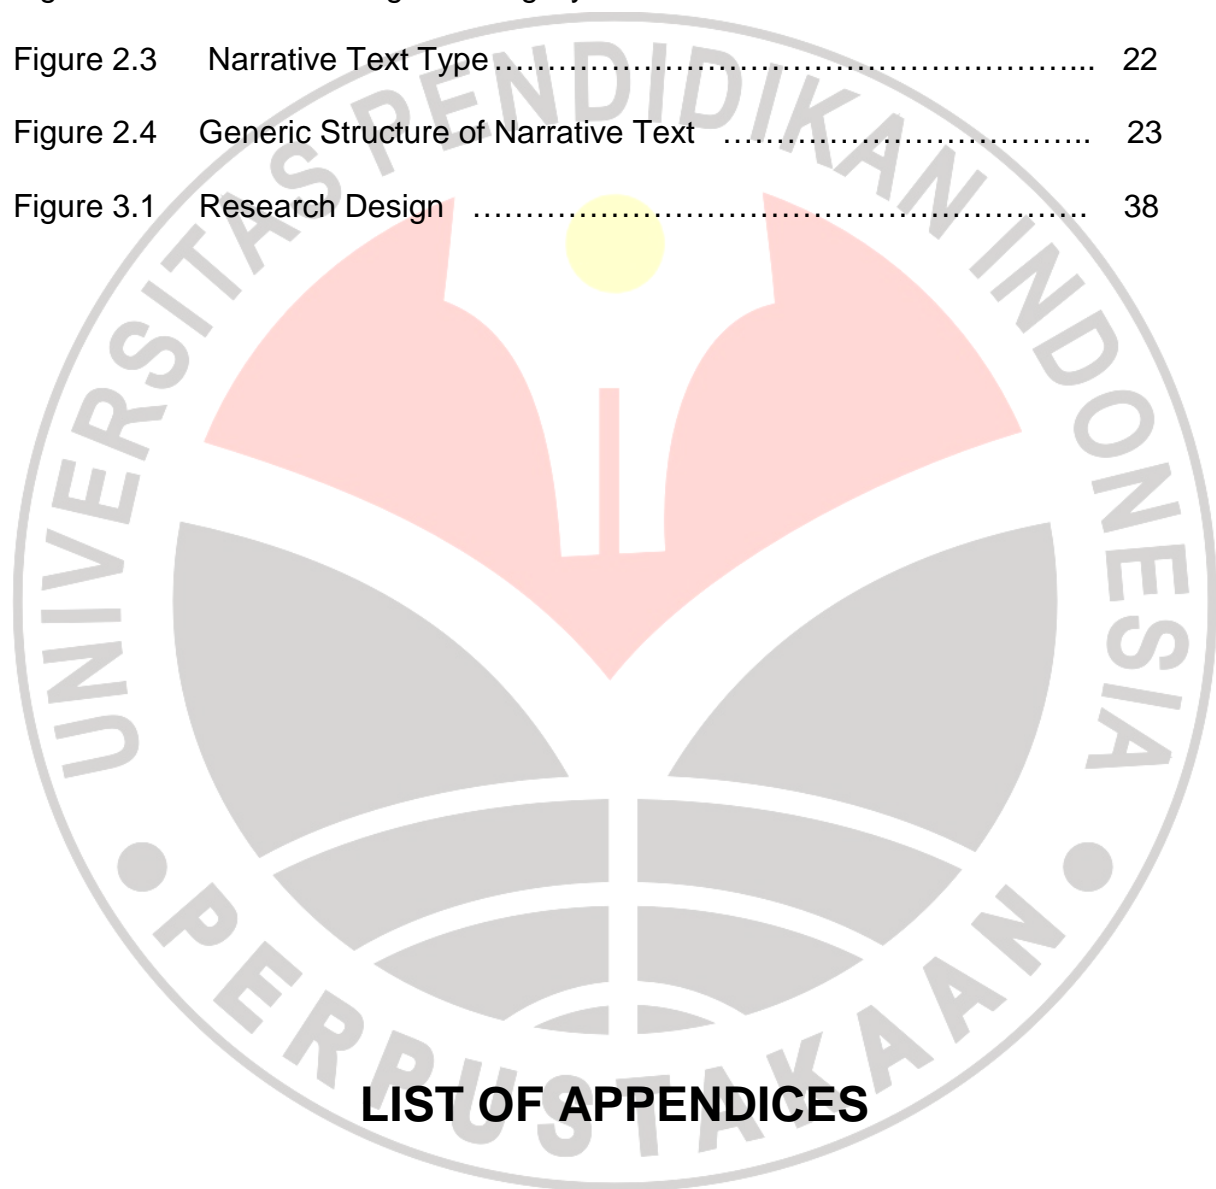 Figure 2.3 Narrative Text Type………………………………………………... 22
Figure 2.4 Generic Structure of Narrative Text …………………………….. 23
Figure 3.1 Research Design …………………………………………………. 38
UNIVERSITAS PENDIDIKAN INDONESIA
PERPUSTAKAAN
LIST OF APPENDICES